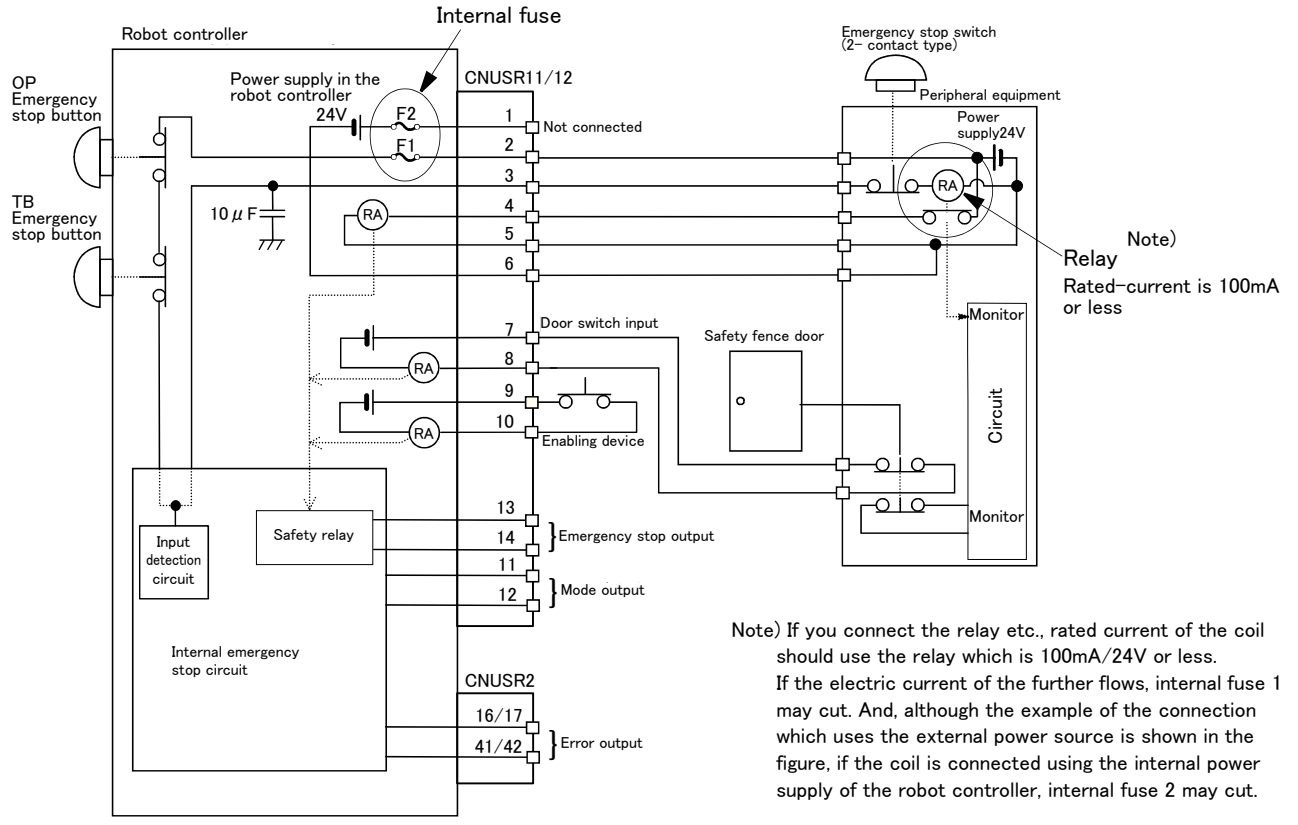 Internal fuse
Robot controller
OP
Emergency
stop button
Power supply in the
robot controller
24V
F2
F1
CNUSR11/12
1
Not connected
2
3
10μF
TB
Emergency
stop button
RA
4
5
6
7
Door switch input
8
RA
9
10
RA
Enabling device
13
14
Emergency stop output
11
12
Mode output
Safety relay
Input
detection
circuit
Internal emergency
stop circuit
CNUSR2
16/17
41/42
Error output
Emergency stop switch
(2- contact type)
Peripheral equipment
Power
supply24V
RA
Note)
Relay
Rated-current is 100mA
or less
Safety fence door
Monitor
Circuit
Monitor
Note) If you connect the relay etc., rated current of the coil
should use the relay which is 100mA/24V or less.
If the electric current of the further flows, internal fuse 1
may cut. And, although the example of the connection
which uses the external power source is shown in the
figure, if the coil is connected using the internal power
supply of the robot controller, internal fuse 2 may cut.